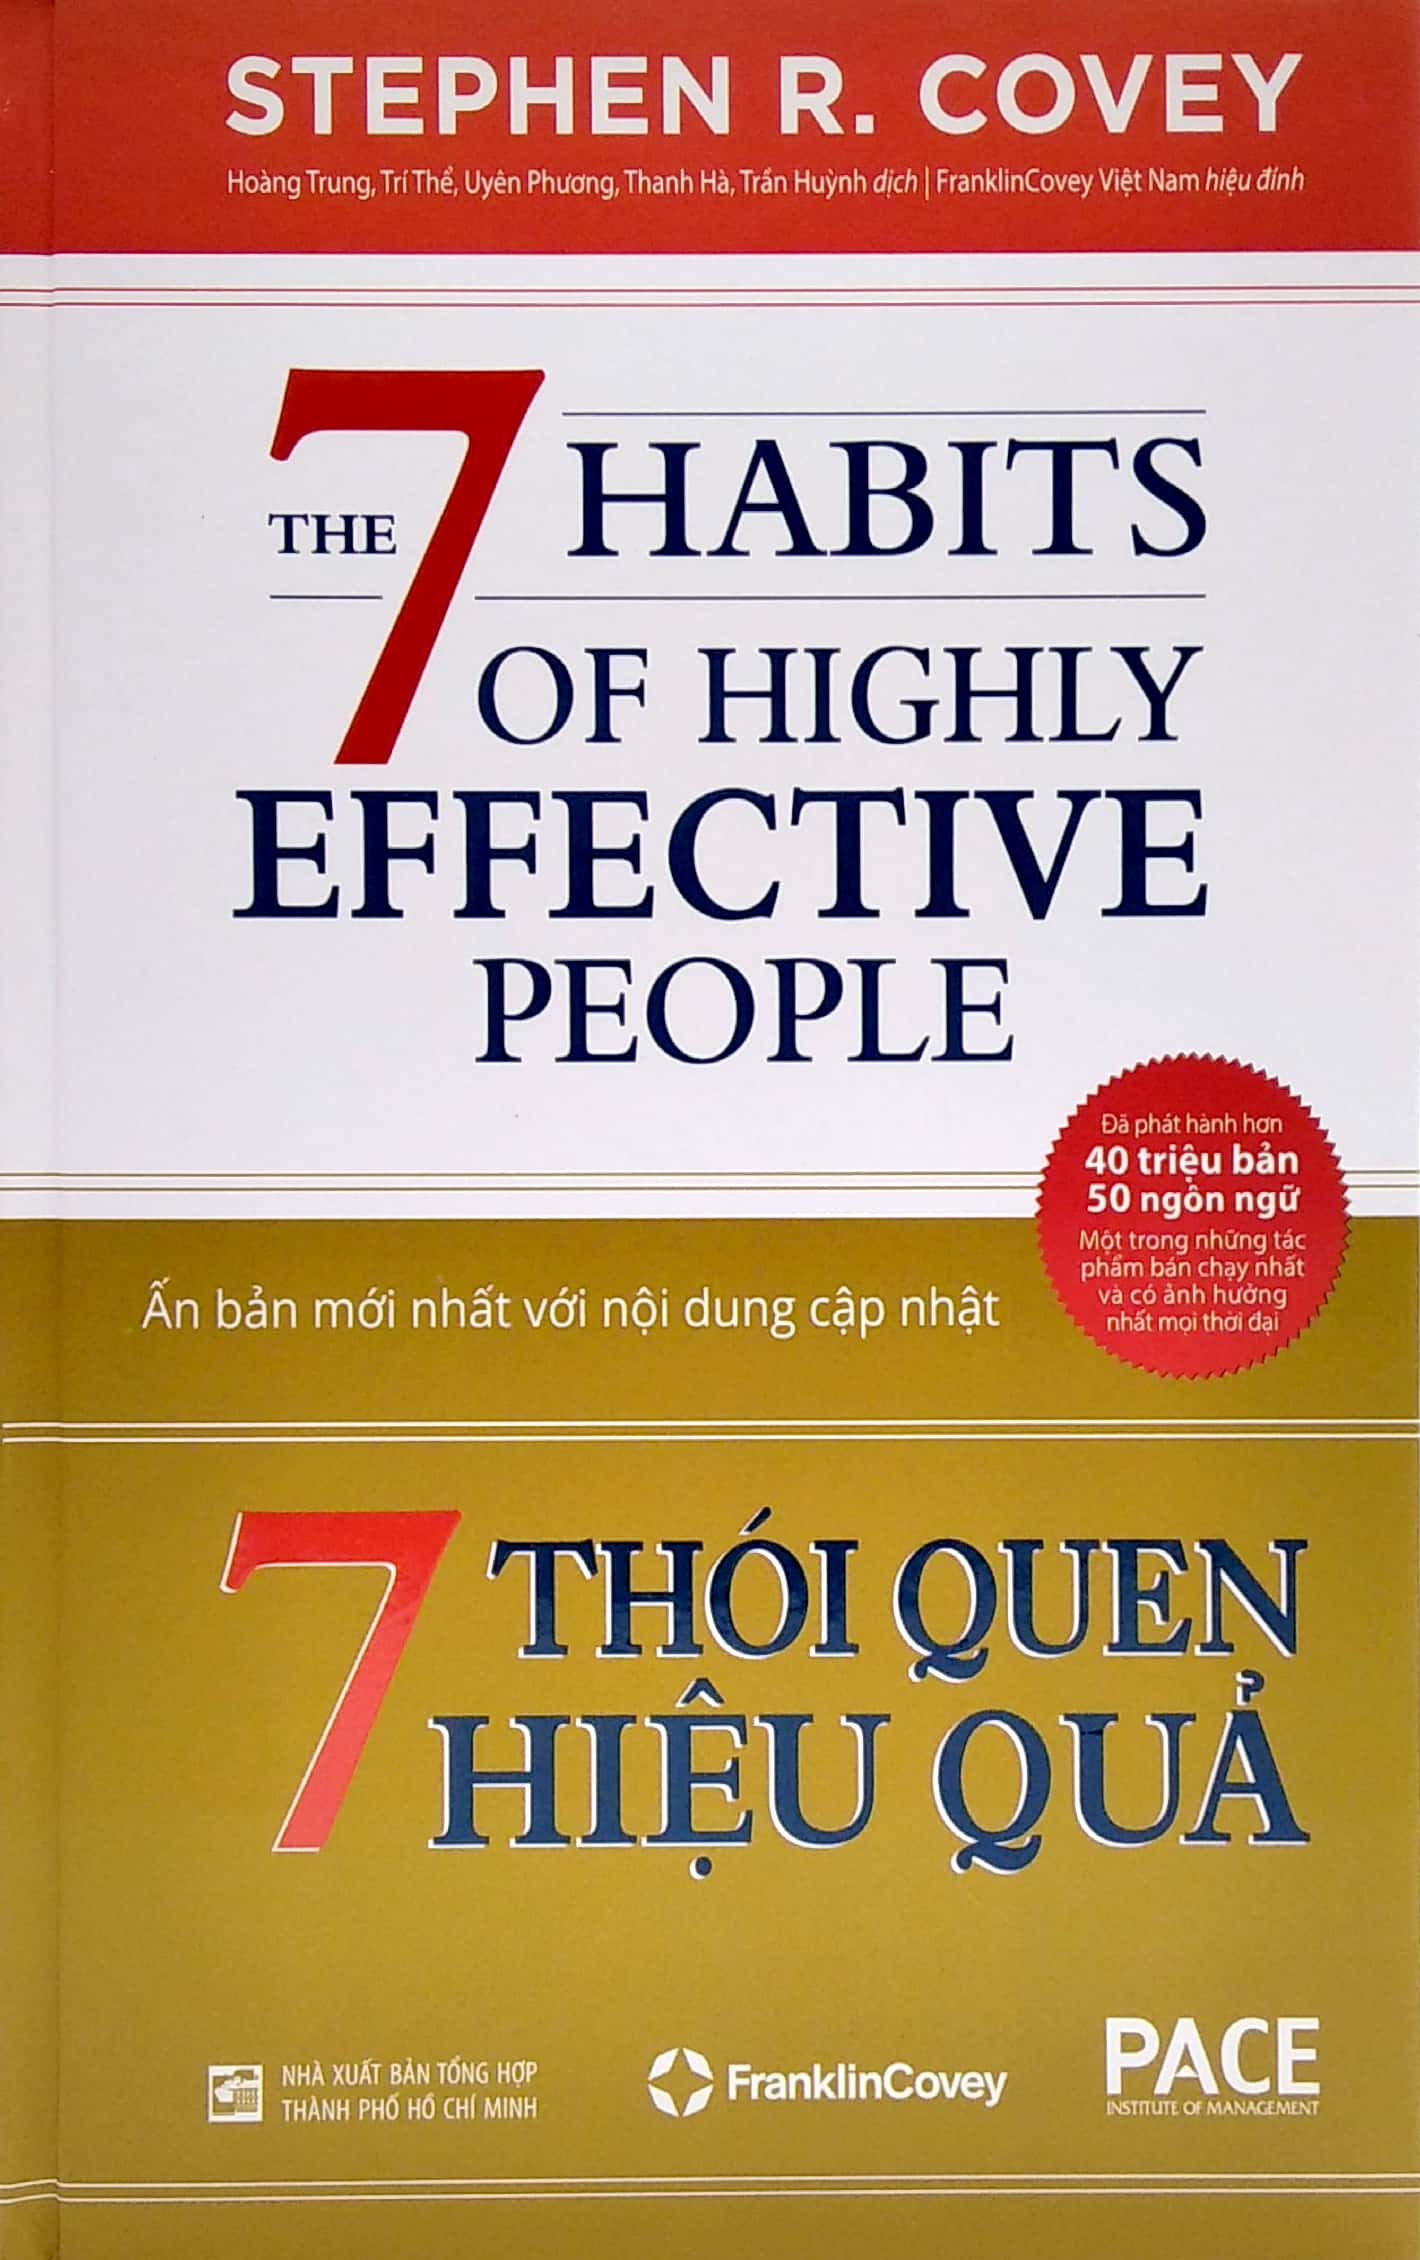 STEPHEN R. COVEY
Hoàng Trung, Trí Thể, Uyên Phương, Thanh Hà, Trần Huỳnh dịch | FranklinCovey Việt Nam hiệu đính
THE 7 HABITS
OF HIGHLY
EFFECTIVE
PEOPLE
Đã phát hành hơn
40 triệu bản
50 ngôn ngữ
Một trong những tác
phẩm bán chạy nhất
và có ảnh hưởng
nhất mọi thời đại
Ấn bản mới nhất với nội dung cập nhật
7 THÓI QUEN
HIỆU QUẢ
NHÀ XUẤT BẢN TỔNG HỢP
THÀNH PHỐ HỒ CHÍ MINH
FranklinCovey
PACE
INSTITUTE OF MANAGEMENT